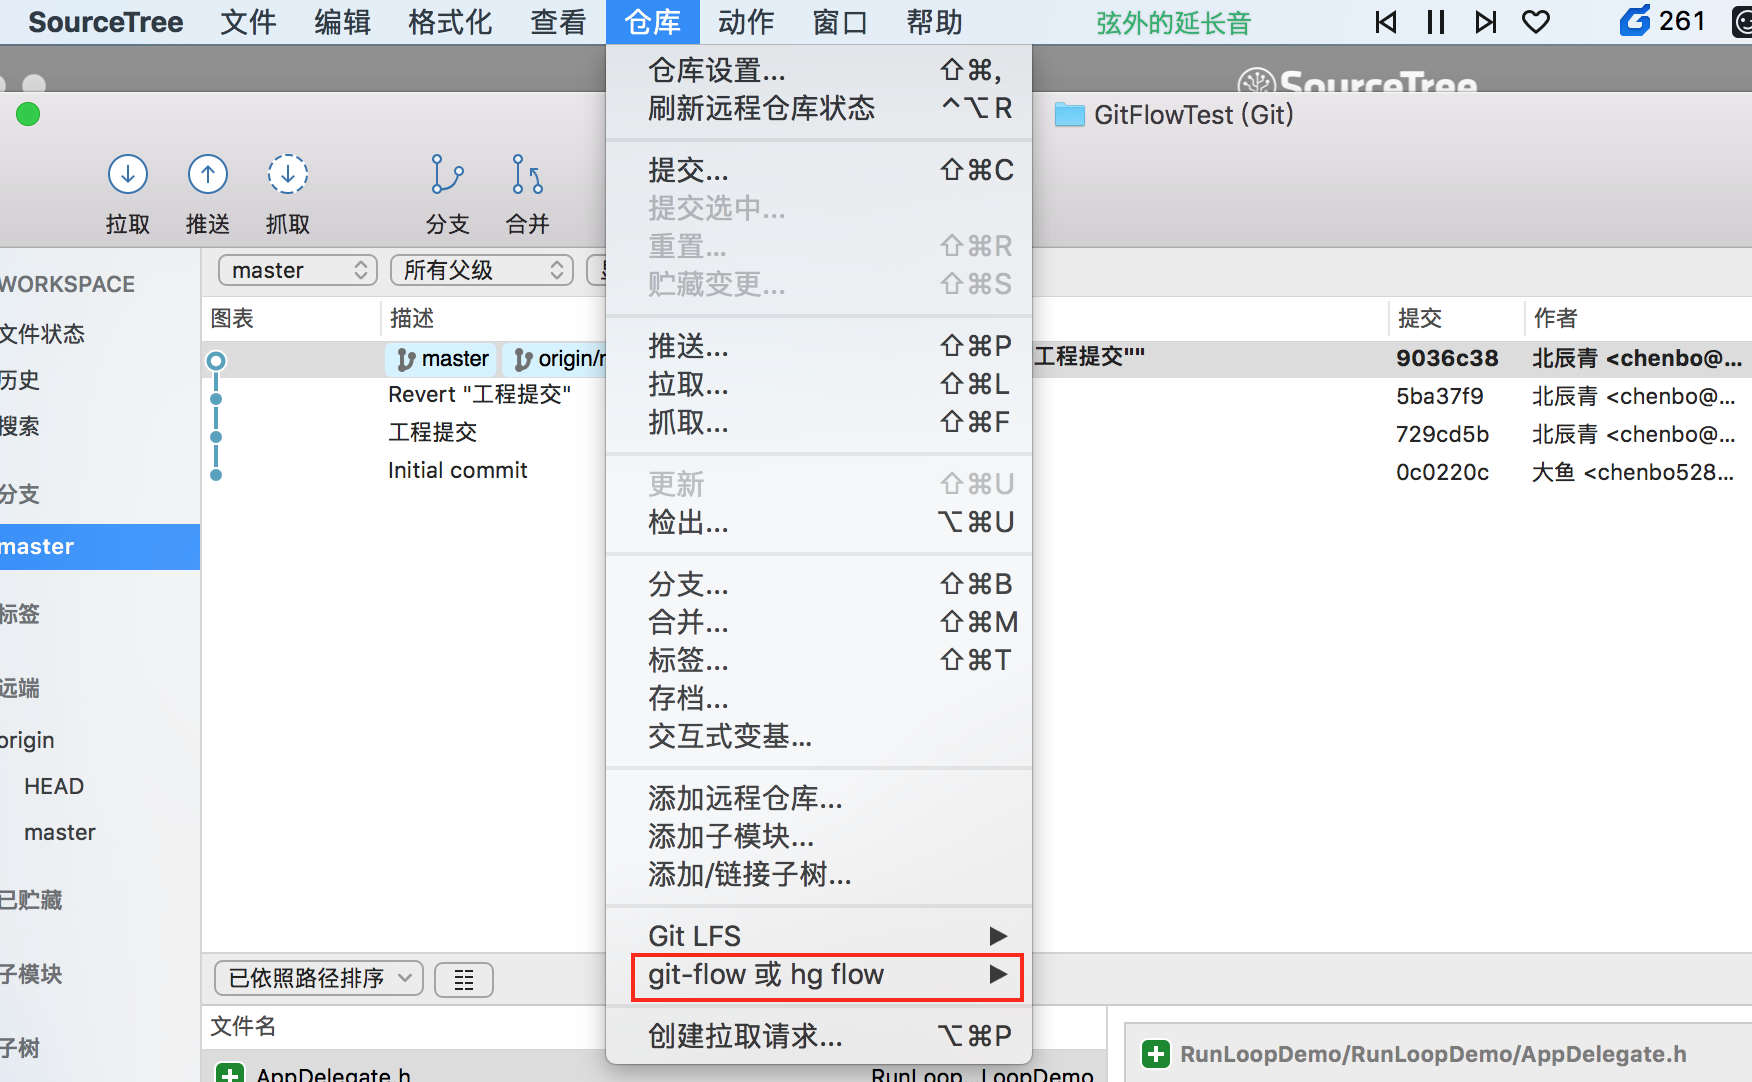 SourceTree 文件 编辑 格式化 查看 仓库 动作 窗口 帮助 弦外的延长音 261
SourceTree
GitFlowTest (Git)
拉取 推送 抓取 分支 合并
master 所有父级
图表 描述 提交 作者
master origin/r 工程提交"" 9036c38 北辰青 <chenbo@...
Revert "工程提交" 5ba37f9 北辰青 <chenbo@...
工程提交 729cd5b 北辰青 <chenbo@...
Initial commit 0c0220c 大鱼 <chenbo528...
WORKSPACE
文件状态
历史
搜索
分支
master
标签
远端
origin
HEAD
master
已贮藏
子模块
子树
仓库设置... ⇧⌘,
刷新远程仓库状态 ^⌥R
提交... ⇧⌘C
提交选中...
重置... ⇧⌘R
贮藏变更... ⇧⌘S
推送... ⇧⌘P
拉取... ⇧⌘L
抓取... ⇧⌘F
更新 ⇧⌘U
检出... ⌥⌘U
分支... ⇧⌘B
合并... ⇧⌘M
标签... ⇧⌘T
存档...
交互式变基...
添加远程仓库...
添加子模块...
添加/链接子树...
Git LFS ▶
git-flow 或 hg flow ▶
创建拉取请求... ⌥⌘P
已依照路径排序
文件名
AppDelegate.h RunLoop...LoopDemo
RunLoopDemo/RunLoopDemo/AppDelegate.h